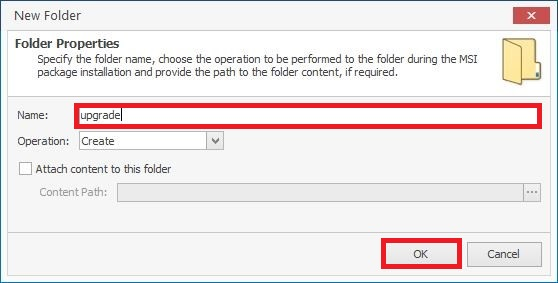 New Folder
Folder Properties
Specify the folder name, choose the operation to be performed to the folder during the MSI
package installation and provide the path to the folder content, if required.
Name: upgrade
Operation: Create
Attach content to this folder
Content Path: ...
OK Cancel